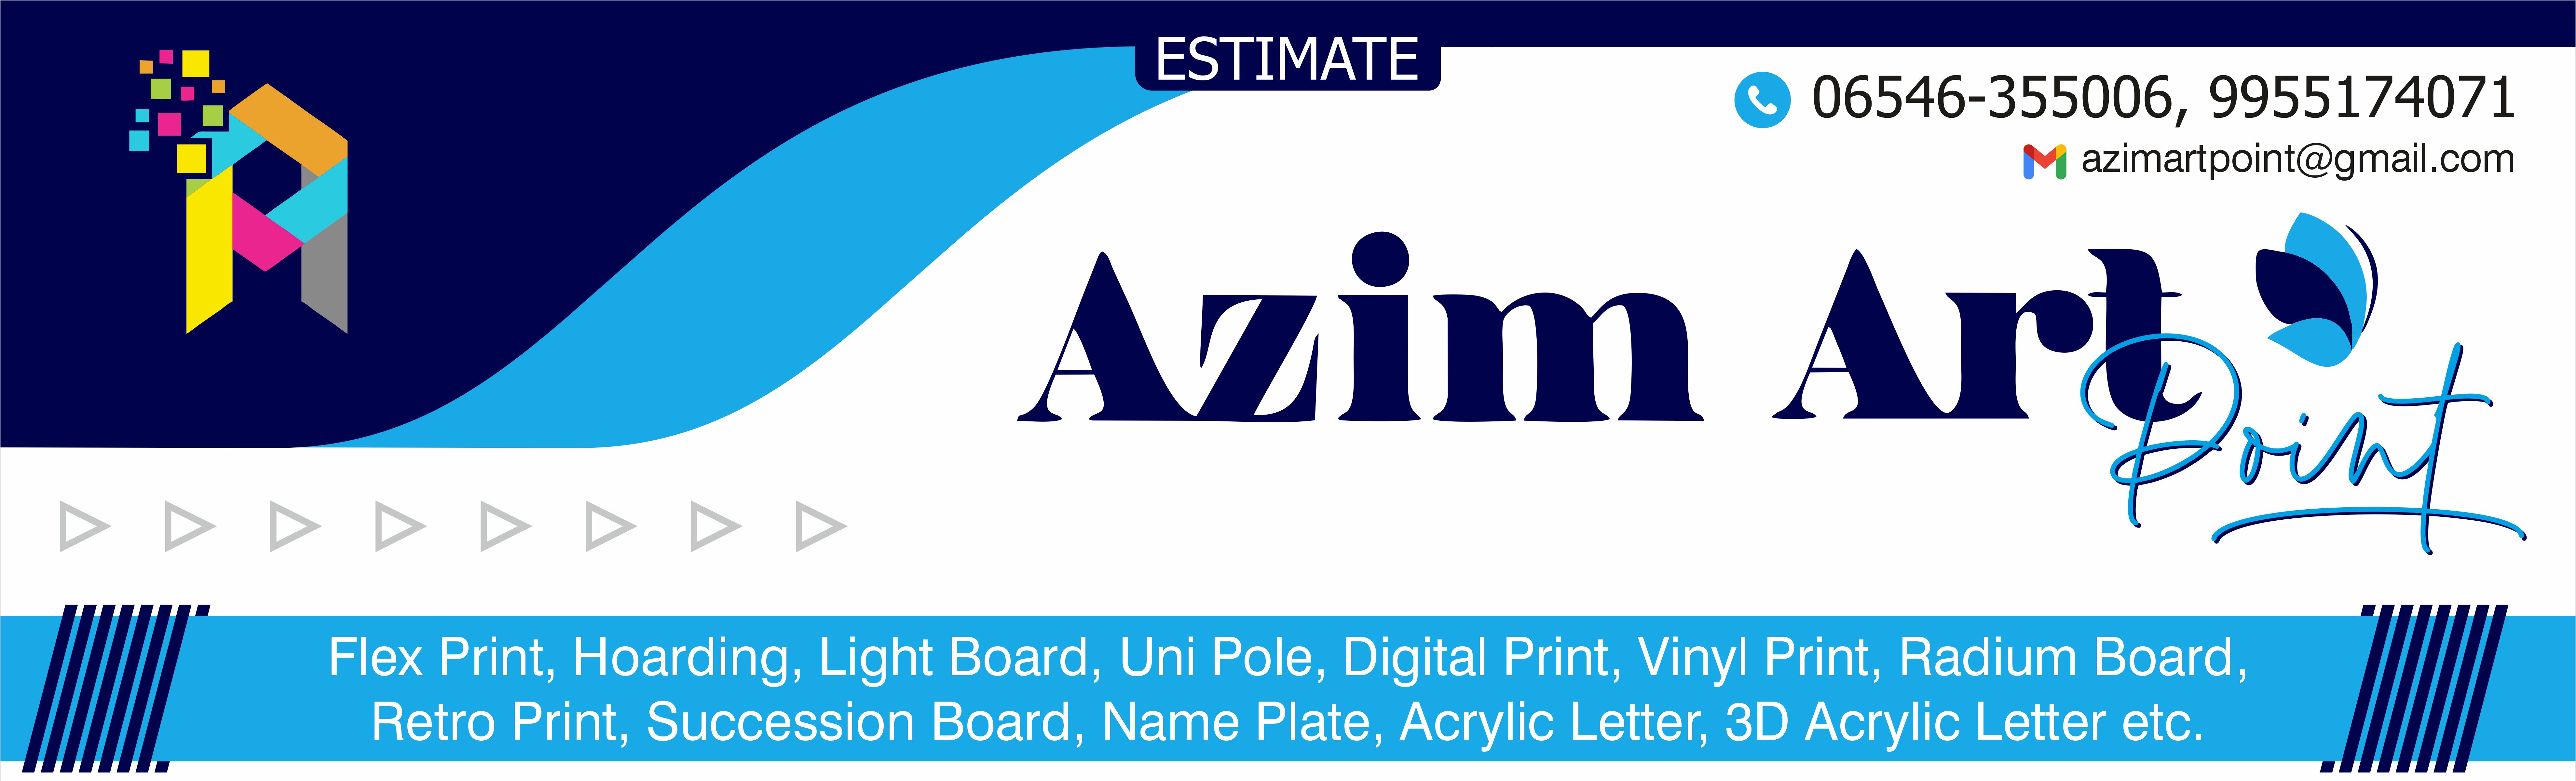 ESTIMATE
06546-355006, 9955174071
azimartpoint@gmail.com
Azim Art
Point
Flex Print, Hoarding, Light Board, Uni Pole, Digital Print, Vinyl Print, Radium Board,
Retro Print, Succession Board, Name Plate, Acrylic Letter, 3D Acrylic Letter etc.